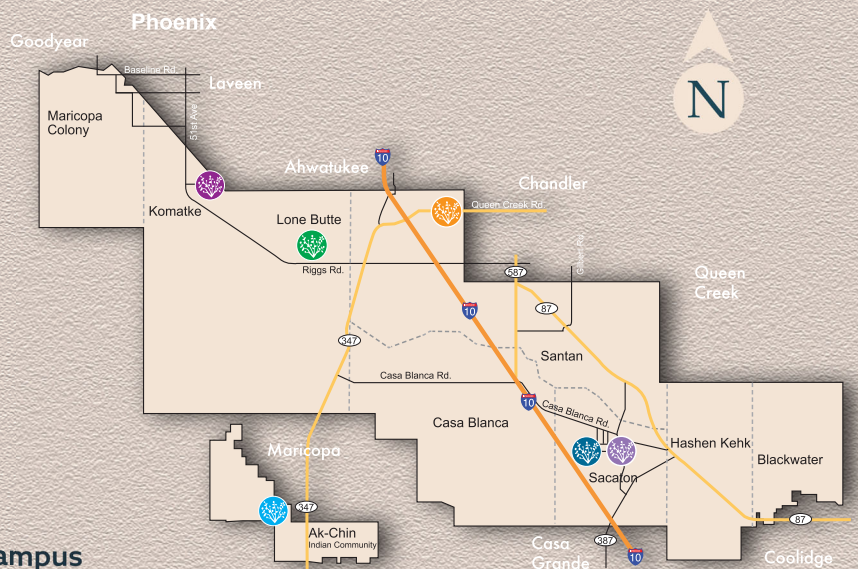 Phoenix
Goodyear
Baseline Rd.
Laveen
N
Maricopa
Colony
51st Ave
Ahwatukee
10
Chandler
Komatke
Lone Butte
Queen Creek Rd.
Riggs Rd.
587
Gilbert Rd.
Queen
Creek
10
87
347
Santan
Casa Blanca Rd.
10
Casa Blanca Rd.
Casa Blanca
Hashen Kehk
Maricopa
Blackwater
Sacaton
347
87
Ak-Chin
Indian Community
387
Casa
Grande
10
Coolidge
ampus